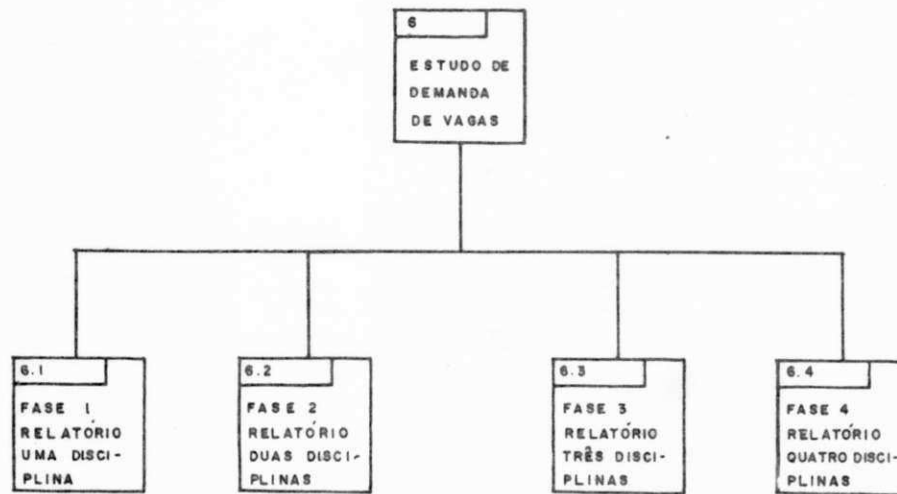 6
ESTUDO DE
DEMANDA
DE VAGAS
6.1
FASE 1
RELATÓRIO
UMA DISCI-
PLINA
6.2
FASE 2
RELATÓRIO
DUAS DISCI-
PLINAS
6.3
FASE 3
RELATÓRIO
TRÊS DISCI-
PLINAS
6.4
FASE 4
RELATÓRIO
QUATRO DISCI-
PLINAS